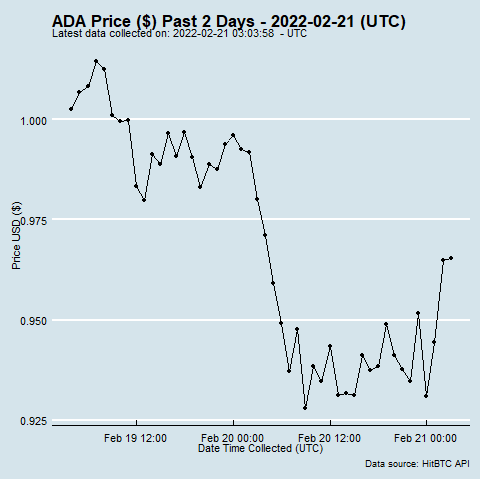 ADA Price ($) Past 2 Days - 2022-02-21 (UTC)
Latest data collected on: 2022-02-21 03:03:58 - UTC
Price USD ($)
1.000
0.975
0.950
0.925
Feb 19 12:00 Feb 20 00:00 Feb 20 12:00 Feb 21 00:00
Date Time Collected (UTC)
Data source: HitBTC API